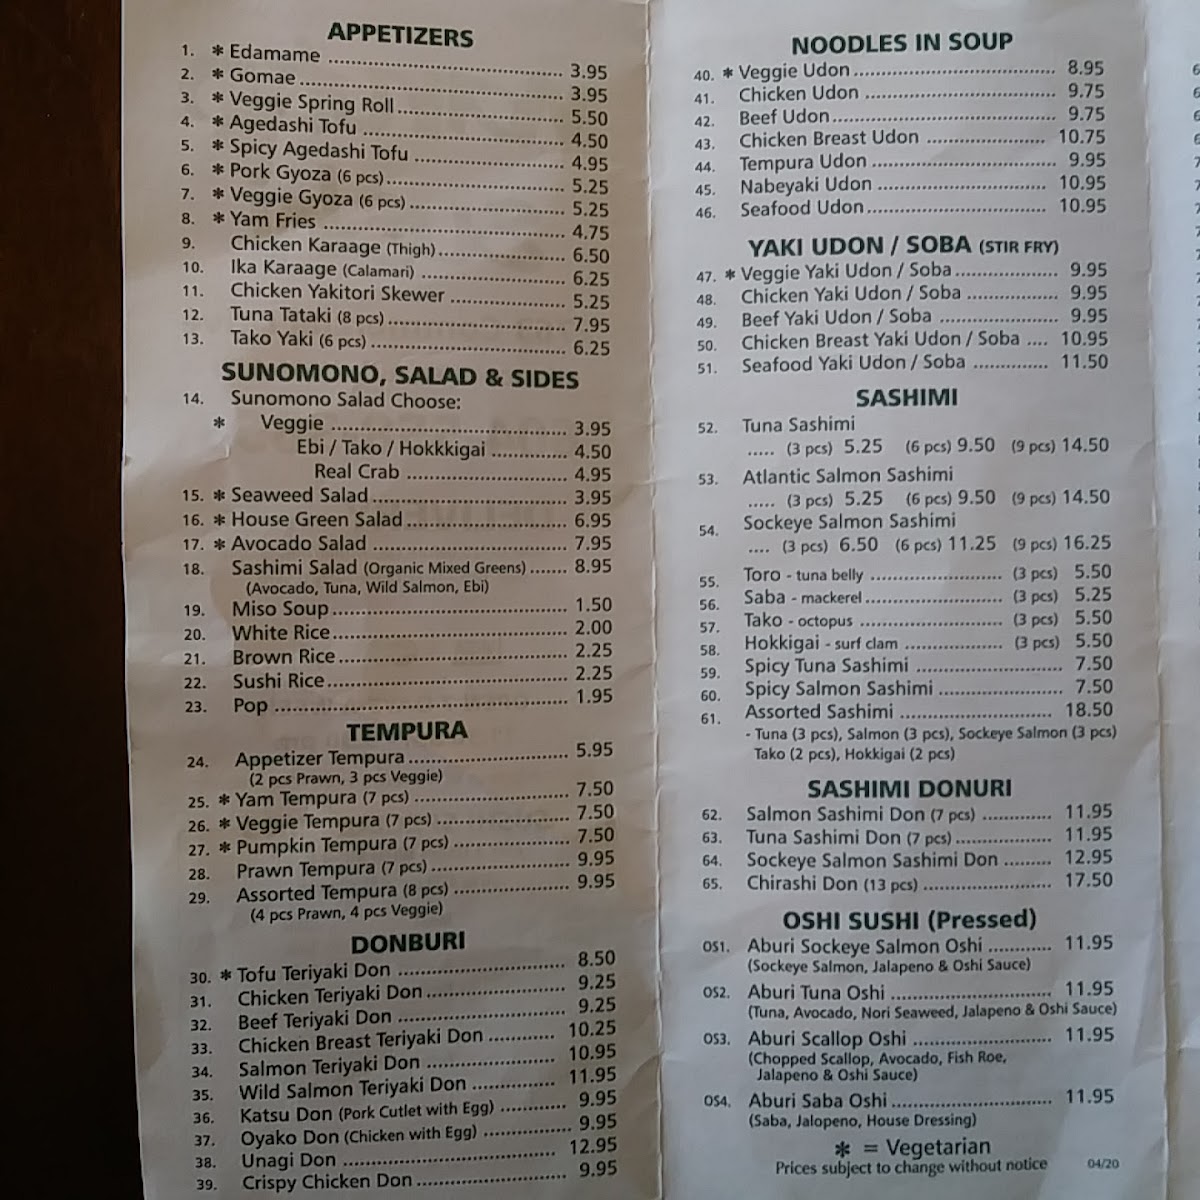 APPETIZERS
1. * Edamame ........ 3.95
2. * Gomae ........ 3.95
3. * Veggie Spring Roll ........ 5.50
4. * Agedashi Tofu ........ 4.50
5. * Spicy Agedashi Tofu ........ 4.95
6. * Pork Gyoza (6 pcs) ........ 5.25
7. * Veggie Gyoza (6 pcs) ........ 5.25
8. * Yam Fries ........ 4.75
9. Chicken Karaage (Thigh) ........ 6.50
10. Ika Karaage (Calamari) ........ 6.25
11. Chicken Yakitori Skewer ........ 5.25
12. Tuna Tataki (8 pcs) ........ 7.95
13. Tako Yaki (6 pcs) ........ 6.25
SUNOMONO, SALAD & SIDES
14. Sunomono Salad Choose:
* Veggie ........ 3.95
Ebi / Tako / Hokkkigai ........ 4.50
Real Crab ........ 4.95
15. * Seaweed Salad ........ 3.95
16. * House Green Salad ........ 6.95
17. * Avocado Salad ........ 7.95
18. Sashimi Salad (Organic Mixed Greens) ....... 8.95
(Avocado, Tuna, Wild Salmon, Ebi)
19. Miso Soup ........ 1.50
20. White Rice ........ 2.00
21. Brown Rice ........ 2.25
22. Sushi Rice ........ 2.25
23. Pop ........ 1.95
TEMPURA
24. Appetizer Tempura ........ 5.95
(2 pcs Prawn, 3 pcs Veggie)
25. * Yam Tempura (7 pcs) ........ 7.50
26. * Veggie Tempura (7 pcs) ........ 7.50
27. * Pumpkin Tempura (7 pcs) ........ 7.50
28. Prawn Tempura (7 pcs) ........ 9.95
29. Assorted Tempura (8 pcs) ........ 9.95
(4 pcs Prawn, 4 pcs Veggie)
DONBURI
30. * Tofu Teriyaki Don ........ 8.50
31. Chicken Teriyaki Don ........ 9.25
32. Beef Teriyaki Don ........ 9.25
33. Chicken Breast Teriyaki Don ........ 10.25
34. Salmon Teriyaki Don ........ 10.95
35. Wild Salmon Teriyaki Don ........ 11.95
36. Katsu Don (Pork Cutlet with Egg) ........ 9.95
37. Oyako Don (Chicken with Egg) ........ 9.95
38. Unagi Don ........ 12.95
39. Crispy Chicken Don ........ 9.95
NOODLES IN SOUP
40. * Veggie Udon ........ 8.95
41. Chicken Udon ........ 9.75
42. Beef Udon ........ 9.75
43. Chicken Breast Udon ........ 10.75
44. Tempura Udon ........ 9.95
45. Nabeyaki Udon ........ 10.95
46. Seafood Udon ........ 10.95
YAKI UDON / SOBA (STIR FRY)
47. * Veggie Yaki Udon / Soba ........ 9.95
48. Chicken Yaki Udon / Soba ........ 9.95
49. Beef Yaki Udon / Soba ........ 9.95
50. Chicken Breast Yaki Udon / Soba .... 10.95
51. Seafood Yaki Udon / Soba ........ 11.50
SASHIMI
52. Tuna Sashimi
..... (3 pcs) 5.25 (6 pcs) 9.50 (9 pcs) 14.50
53. Atlantic Salmon Sashimi
..... (3 pcs) 5.25 (6 pcs) 9.50 (9 pcs) 14.50
54. Sockeye Salmon Sashimi
.... (3 pcs) 6.50 (6 pcs) 11.25 (9 pcs) 16.25
55. Toro - tuna belly ........ (3 pcs) 5.50
56. Saba - mackerel ........ (3 pcs) 5.25
57. Tako - octopus ........ (3 pcs) 5.50
58. Hokkigai - surf clam ........ (3 pcs) 5.50
59. Spicy Tuna Sashimi ........ 7.50
60. Spicy Salmon Sashimi ........ 7.50
61. Assorted Sashimi ........ 18.50
- Tuna (3 pcs), Salmon (3 pcs), Sockeye Salmon (3 pcs)
Tako (2 pcs), Hokkigai (2 pcs)
SASHIMI DONURI
62. Salmon Sashimi Don (7 pcs) ........ 11.95
63. Tuna Sashimi Don (7 pcs) ........ 11.95
64. Sockeye Salmon Sashimi Don ........ 12.95
65. Chirashi Don (13 pcs) ........ 17.50
OSHI SUSHI (Pressed)
OS1. Aburi Sockeye Salmon Oshi ........ 11.95
(Sockeye Salmon, Jalapeno & Oshi Sauce)
OS2. Aburi Tuna Oshi ........ 11.95
(Tuna, Avocado, Nori Seaweed, Jalapeno & Oshi Sauce)
OS3. Aburi Scallop Oshi ........ 11.95
(Chopped Scallop, Avocado, Fish Roe,
Jalapeno & Oshi Sauce)
OS4. Aburi Saba Oshi ........ 11.95
(Saba, Jalopeno, House Dressing)
* = Vegetarian
Prices subject to change without notice 04/20